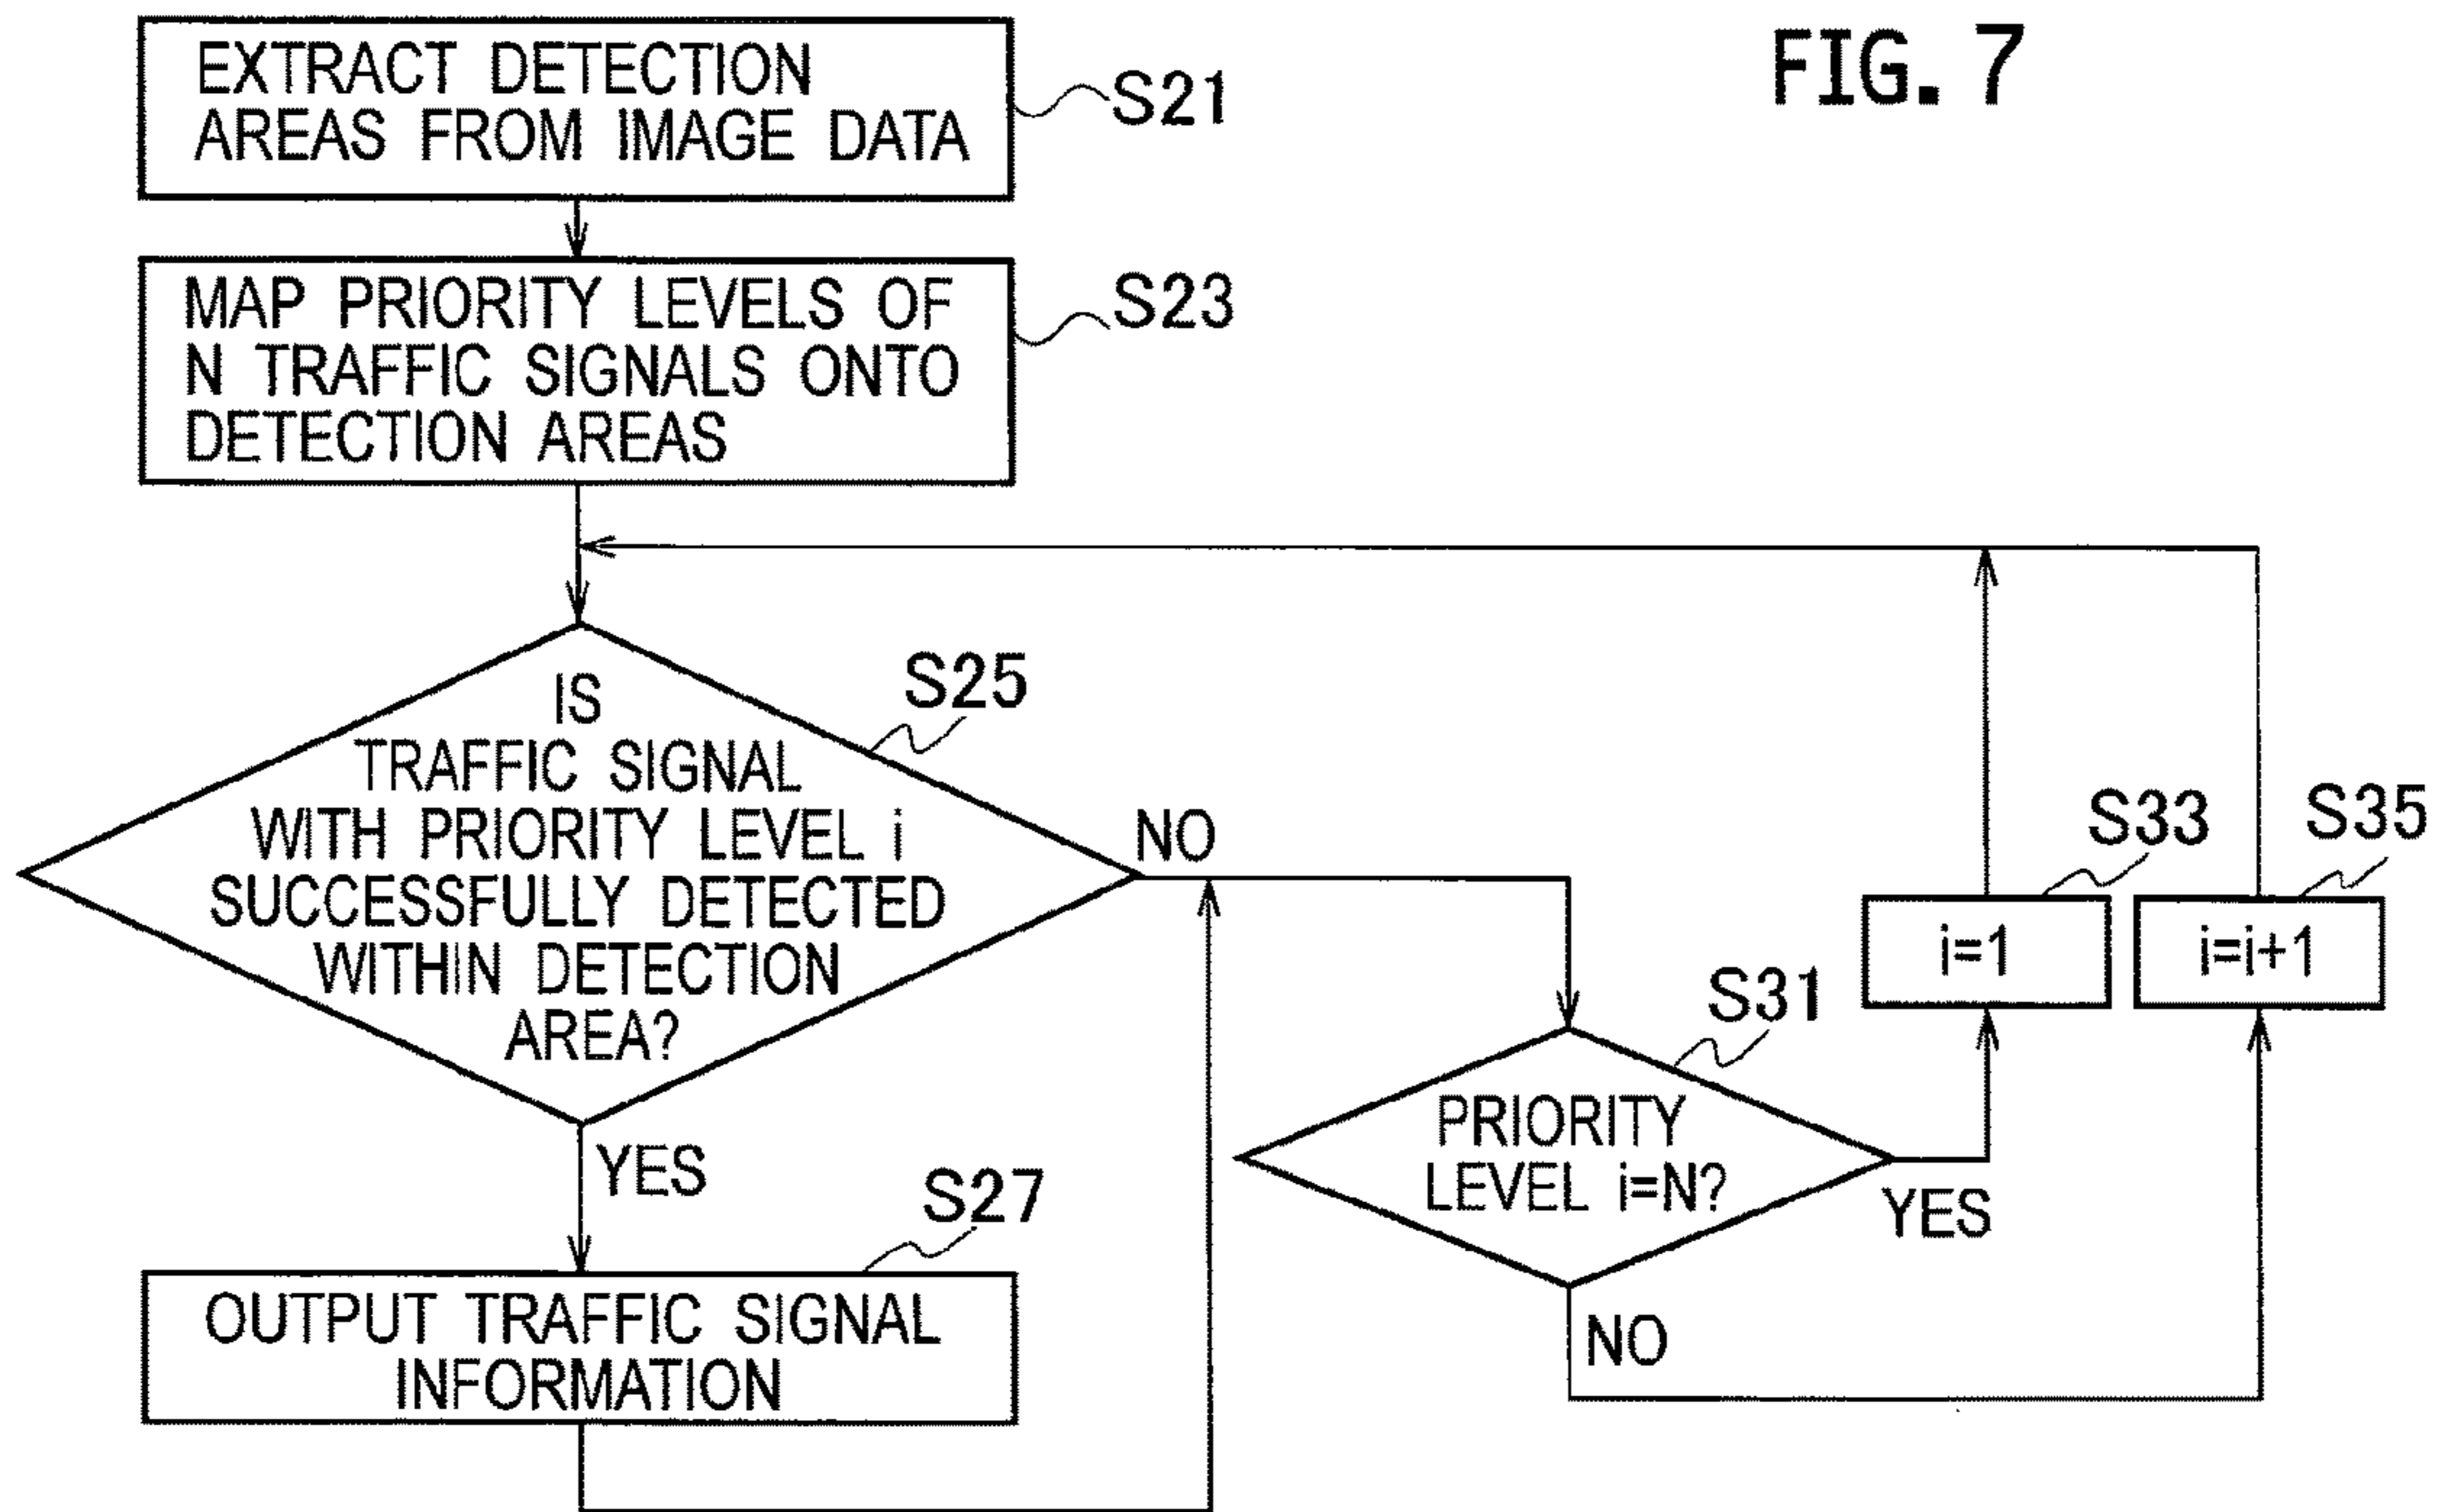 FIG. 7
EXTRACT DETECTION
AREAS FROM IMAGE DATA
S21
MAP PRIORITY LEVELS OF
N TRAFFIC SIGNALS ONTO
DETECTION AREAS
S23
IS
TRAFFIC SIGNAL
WITH PRIORITY LEVEL i
SUCCESSFULLY DETECTED
WITHIN DETECTION
AREA?
S25
NO
YES
S27
OUTPUT TRAFFIC SIGNAL
INFORMATION
S31
PRIORITY
LEVEL i=N?
YES
NO
S33
i=1
S35
i=i+1